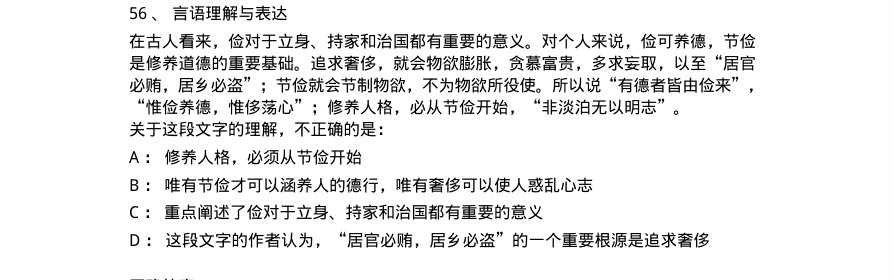 56 、 言语理解与表达
在古人看来，俭对于立身、持家和治国都有重要的意义。对个人来说，俭可养德，节俭
是修养道德的重要基础。追求奢侈，就会物欲膨胀，贪慕富贵，多求妄取，以至“居官
必贿，居乡必盗”；节俭就会节制物欲，不为物欲所役使。所以说“有德者皆由俭来”，
“惟俭养德，惟侈荡心”；修养人格，必从节俭开始，“非淡泊无以明志”。
关于这段文字的理解，不正确的是：
A ： 修养人格，必须从节俭开始
B ： 唯有节俭才可以涵养人的德行，唯有奢侈可以使人惑乱心志
C ： 重点阐述了俭对于立身、持家和治国都有重要的意义
D ： 这段文字的作者认为，“居官必贿，居乡必盗”的一个重要根源是追求奢侈